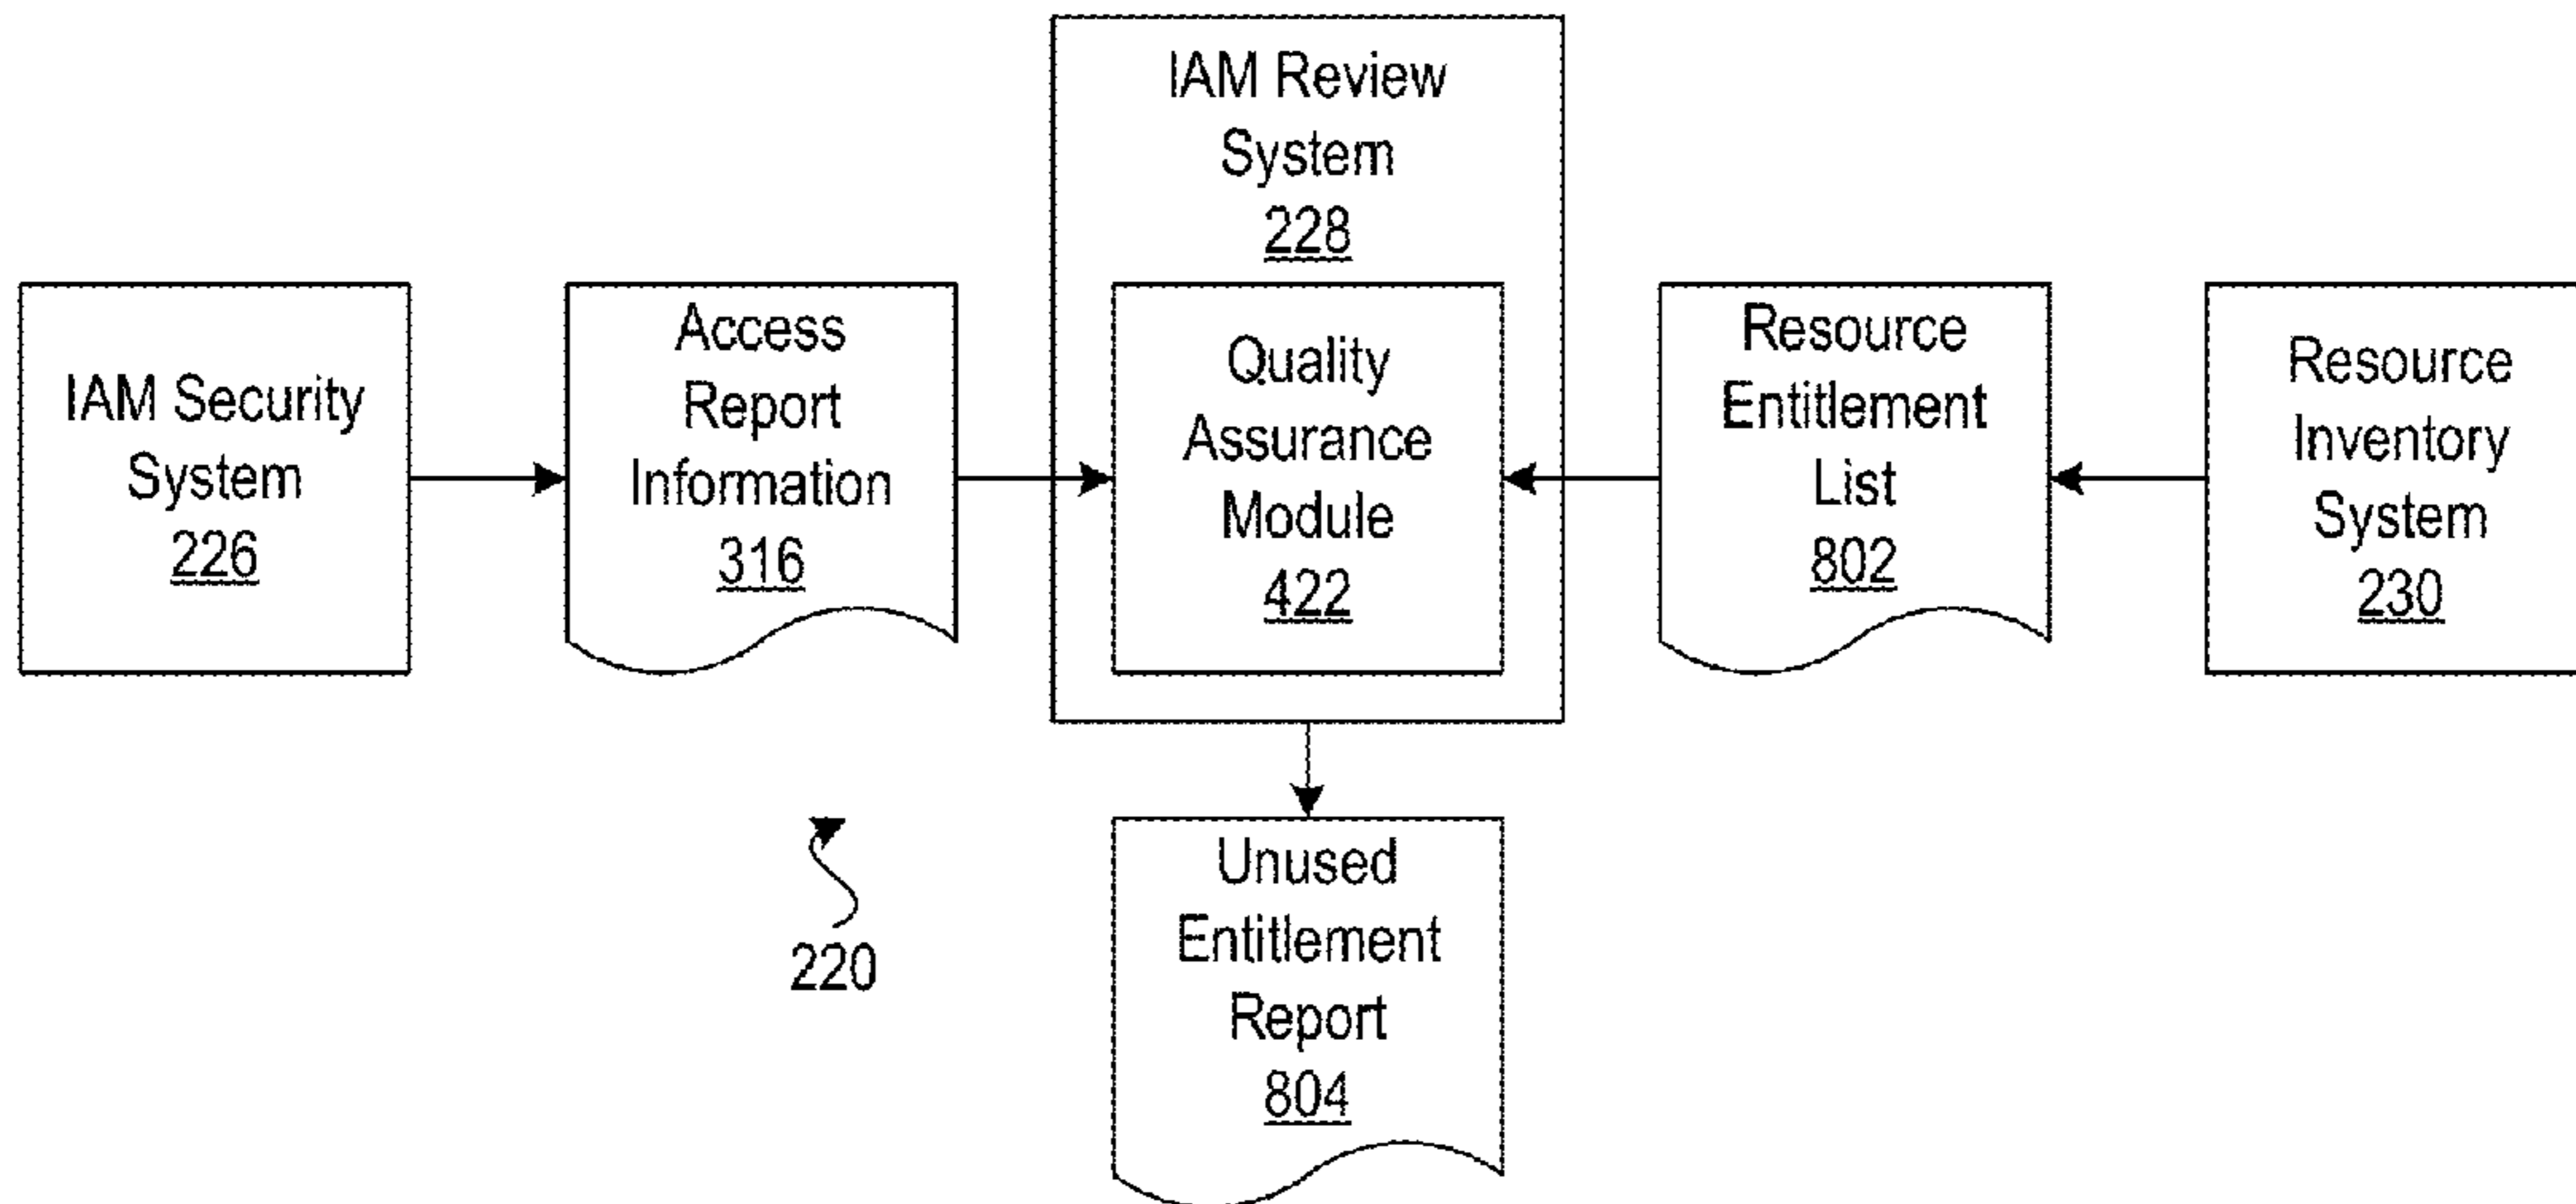 IAM Review
System
228
IAM Security
System
226
Access
Report
Information
316
Quality
Assurance
Module
422
Resource
Entitlement
List
802
Resource
Inventory
System
230
220
Unused
Entitlement
Report
804